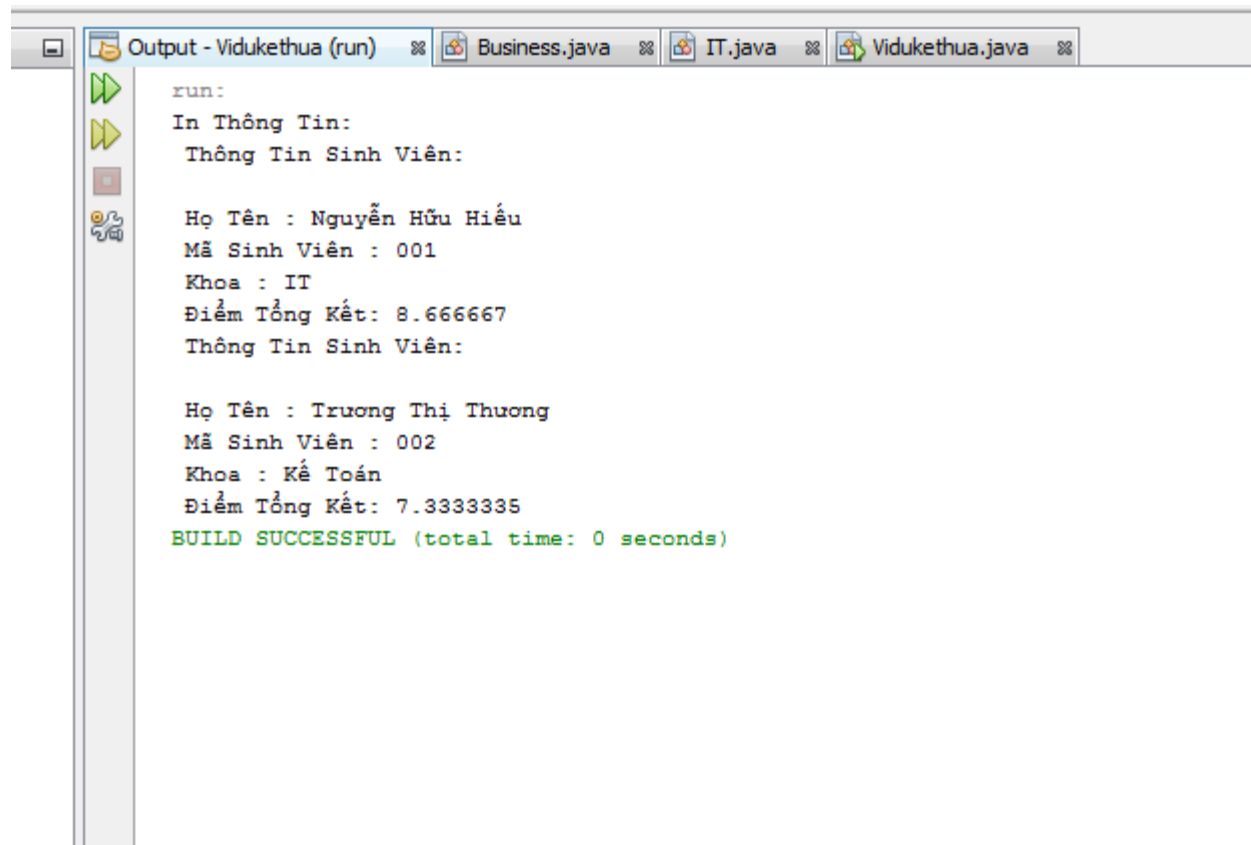 Output - Vidukethua (run) Business.java IT.java Vidukethua.java
run:
In Thông Tin:
Thông Tin Sinh Viên:
Họ Tên : Nguyễn Hữu Hiếu
Mã Sinh Viên : 001
Khoa : IT
Điểm Tổng Kết: 8.666667
Thông Tin Sinh Viên:
Họ Tên : Trương Thị Thương
Mã Sinh Viên : 002
Khoa : Kế Toán
Điểm Tổng Kết: 7.3333335
BUILD SUCCESSFUL (total time: 0 seconds)